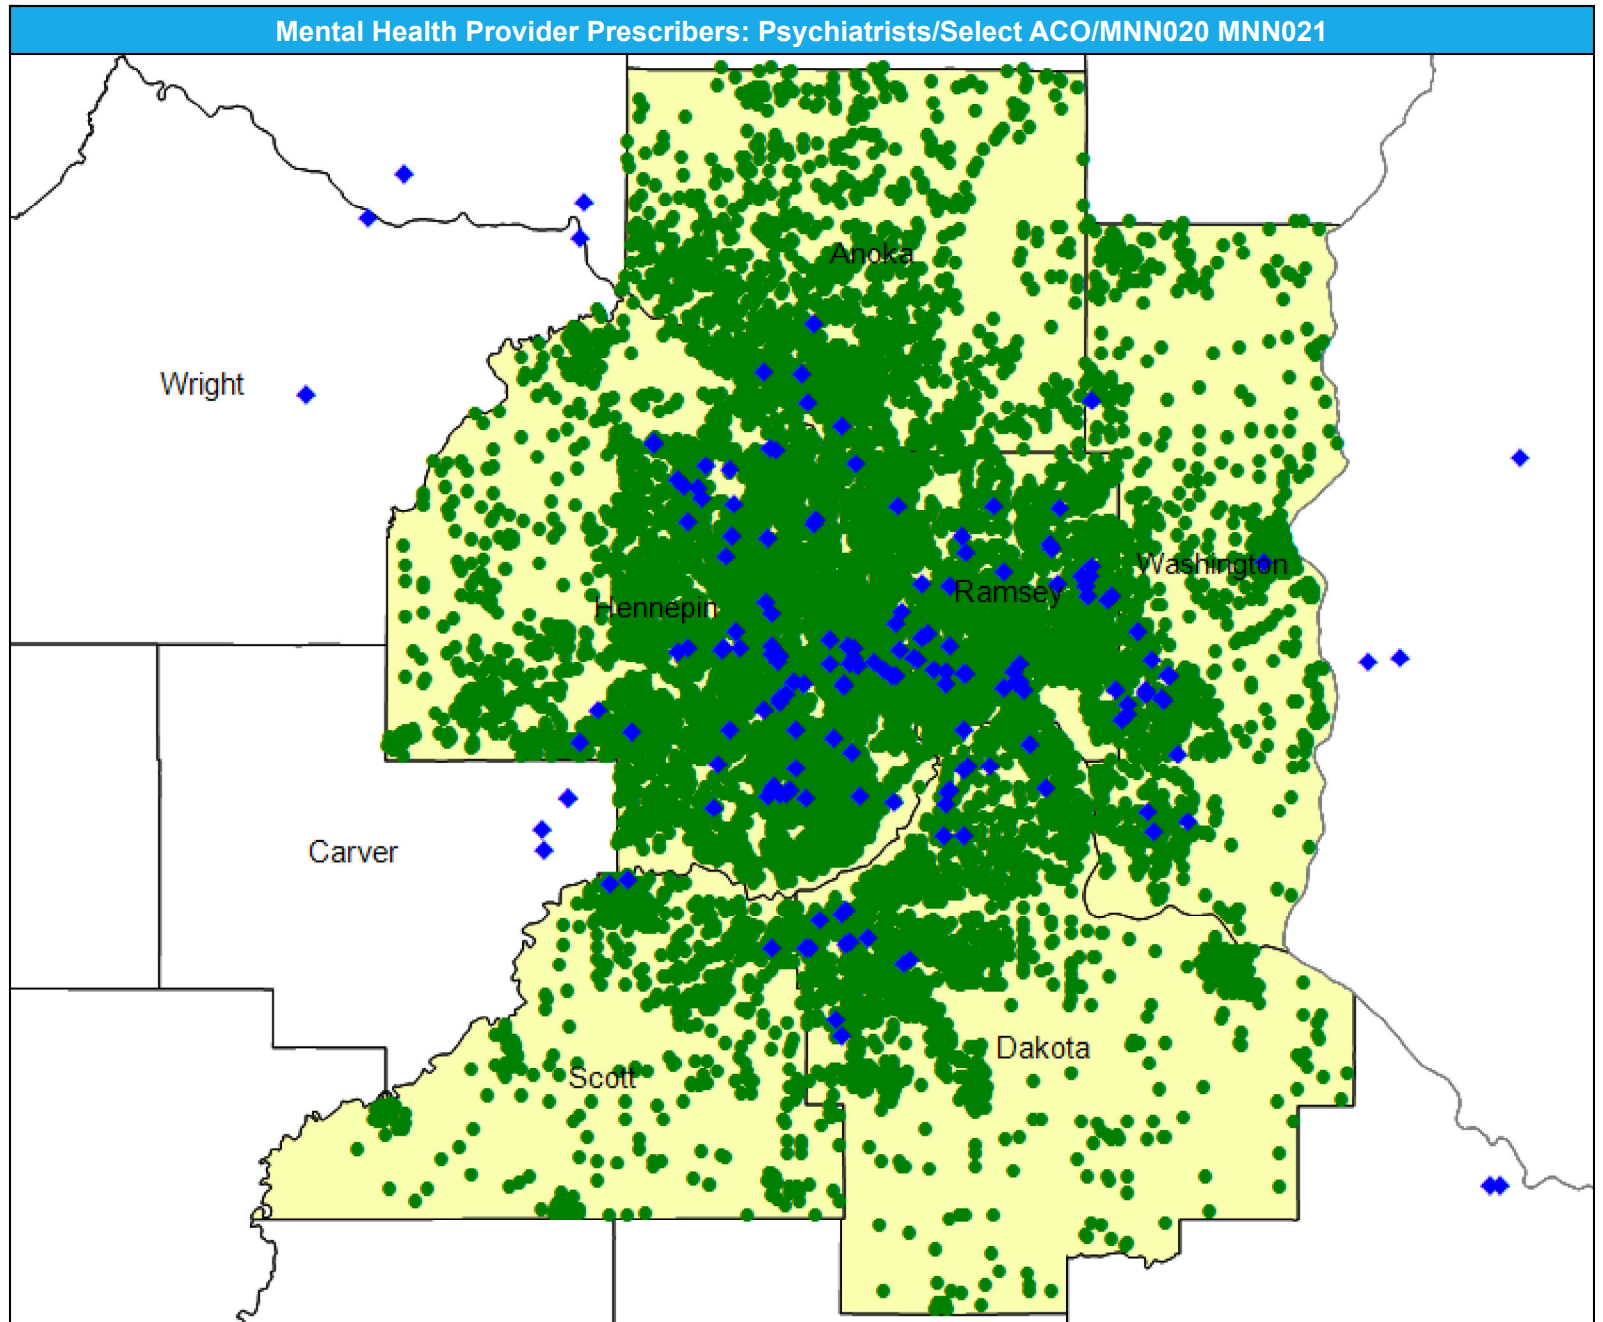 Mental Health Provider Prescribers: Psychiatrists/Select ACO/MNN020 MNN021
Anoka
Wright
Washington
Ramsey
Hennepin
Carver
Dakota
Scott